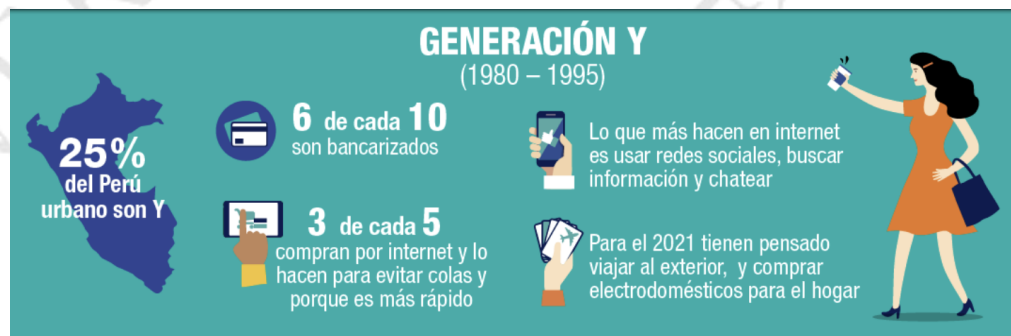 GENERACIÓN Y
(1980 – 1995)
25%
del Perú
urbano son Y
6 de cada 10
son bancarizados
3 de cada 5
compran por internet y lo
hacen para evitar colas y
porque es más rápido
Lo que más hacen en internet
es usar redes sociales, buscar
información y chatear
Para el 2021 tienen pensado
viajar al exterior, y comprar
electrodomésticos para el hogar